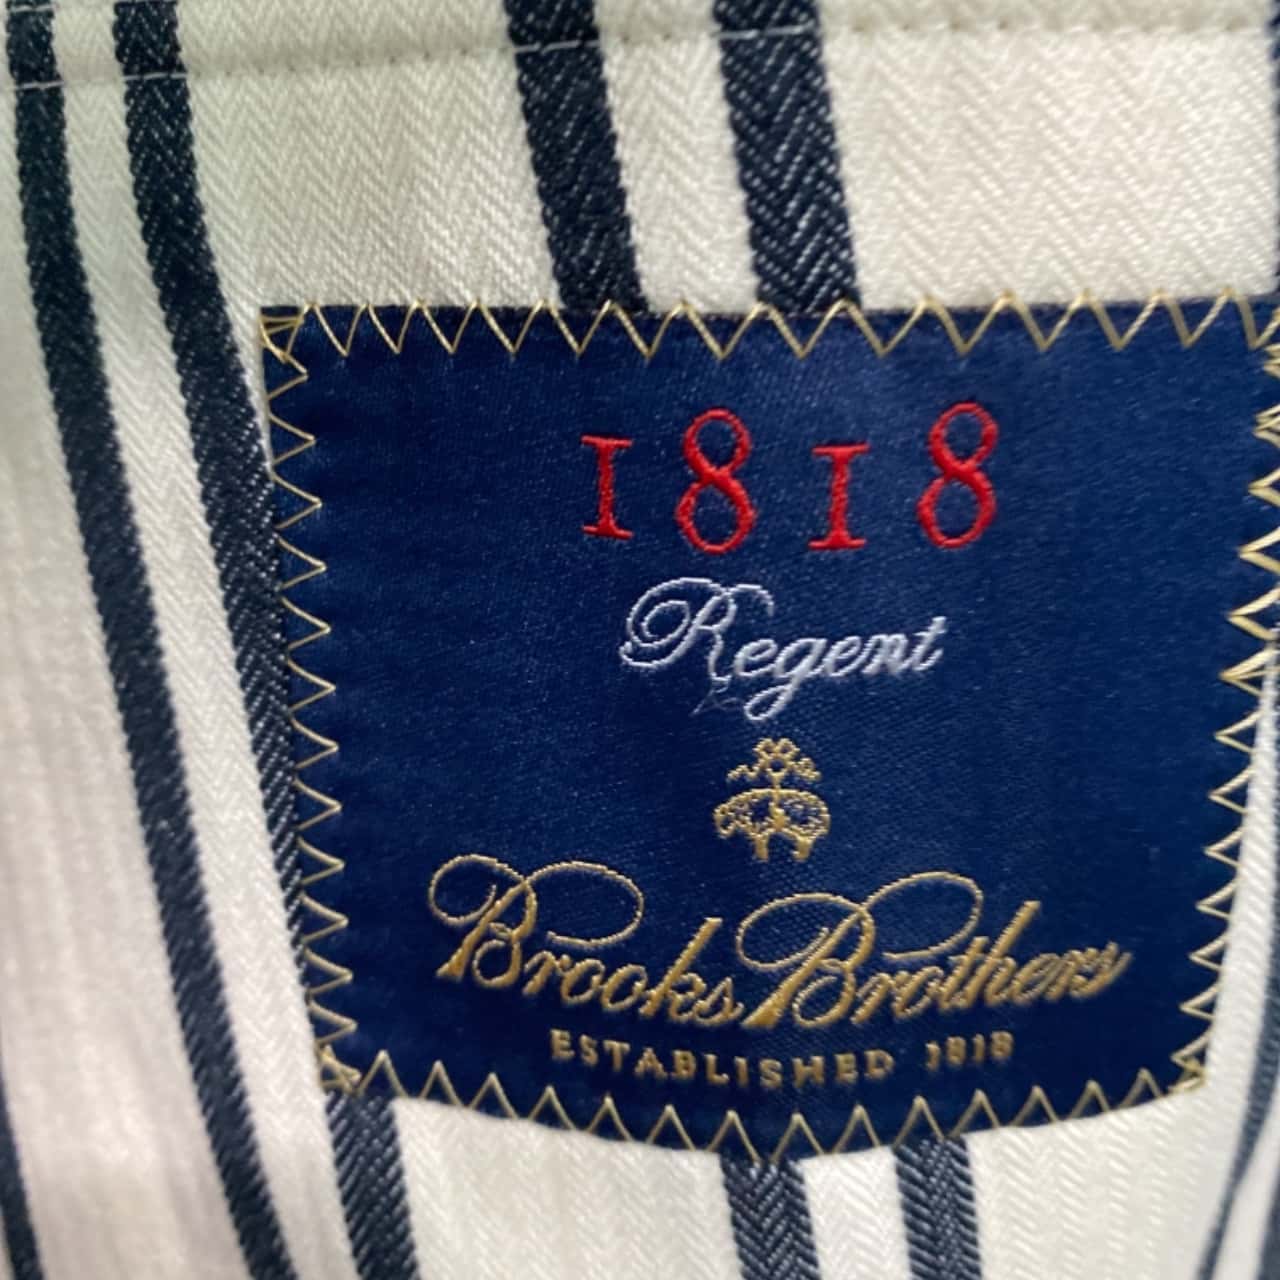 1818
Regent
Brooks Brothers
ESTABLISHED 1818